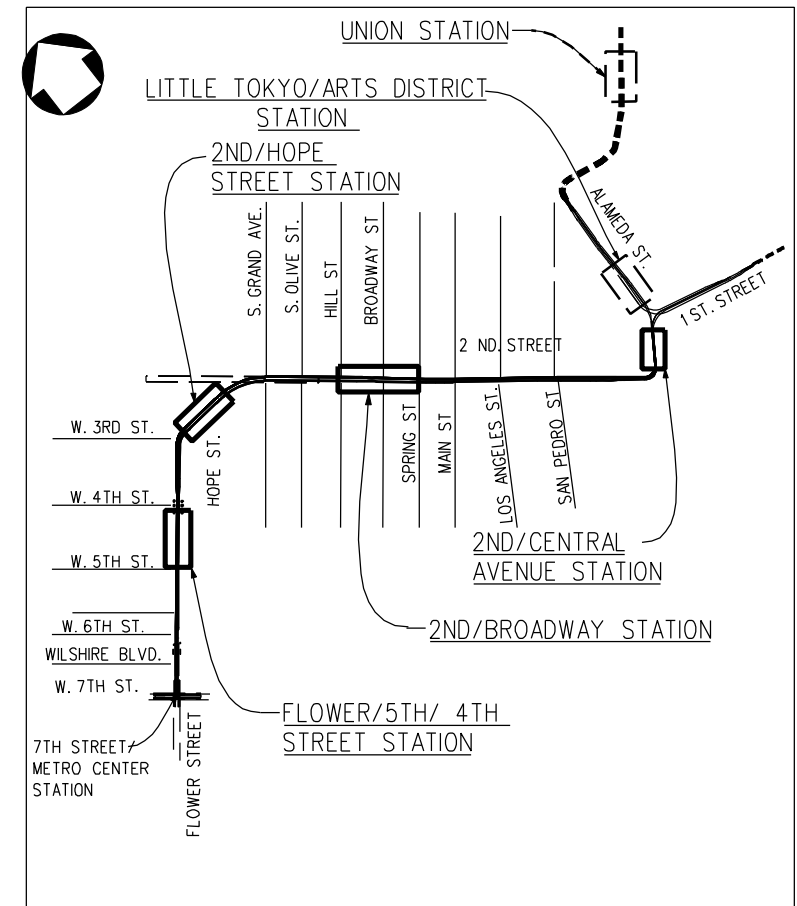 UNION STATION
LITTLE TOKYO/ARTS DISTRICT
STATION
2ND/HOPE
STREET STATION
ALAMEDA ST.
1 ST. STREET
S. GRAND AVE.
S. OLIVE ST.
HILL ST
BROADWAY ST
2 ND. STREET
W. 3RD ST.
HOPE ST.
SPRING ST
MAIN ST
LOS ANGELES ST.
SAN PEDRO ST
W. 4TH ST.
W. 5TH ST.
2ND/CENTRAL
AVENUE STATION
W. 6TH ST.
2ND/BROADWAY STATION
WILSHIRE BLVD.
W. 7TH ST.
FLOWER/5TH/ 4TH
STREET STATION
7TH STREET/
METRO CENTER
STATION
FLOWER STREET